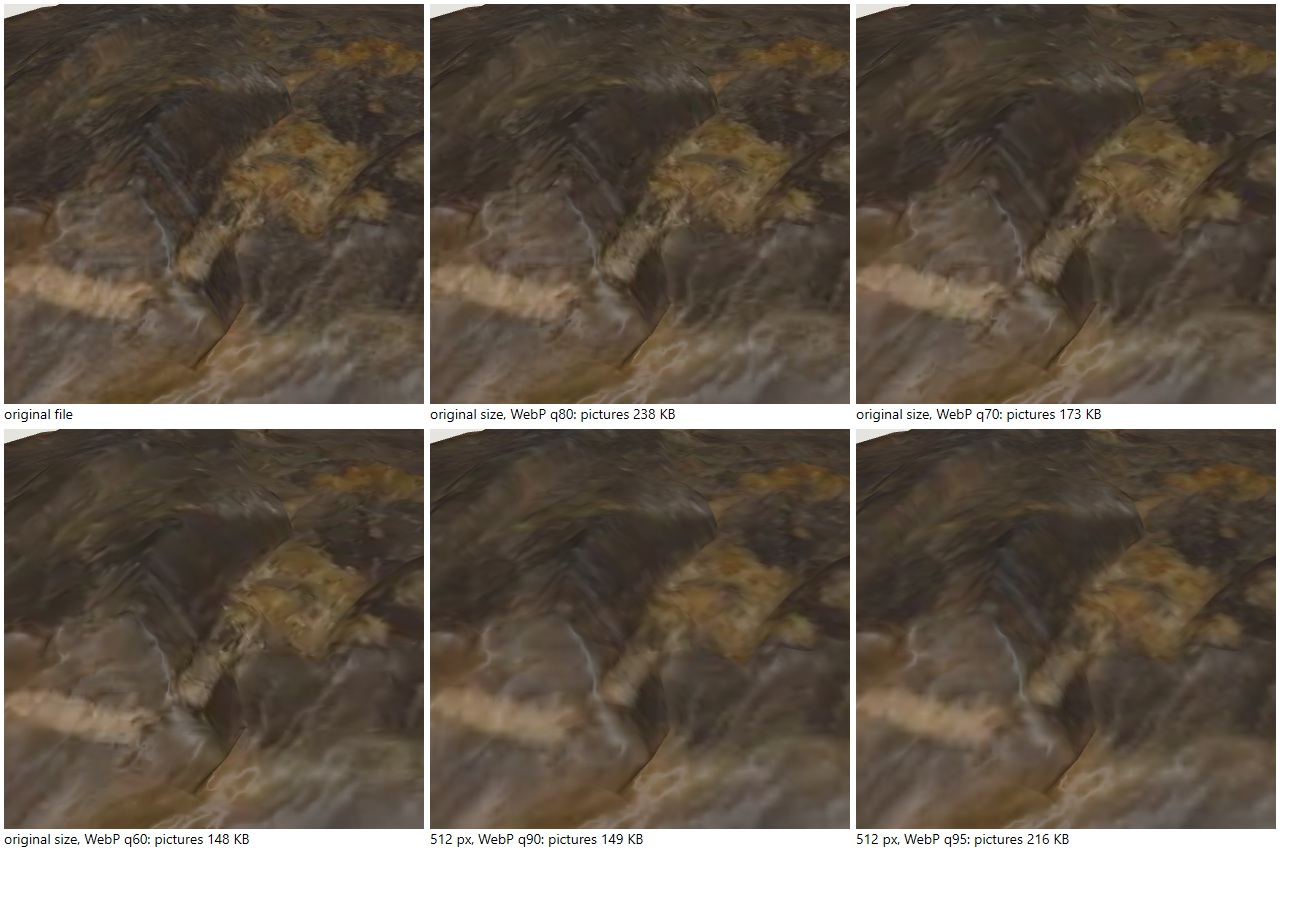 original file
original size, WebP q80: pictures 238 KB
original size, WebP q70: pictures 173 KB
original size, WebP q60: pictures 148 KB
512 px, WebP q90: pictures 149 KB
512 px, WebP q95: pictures 216 KB